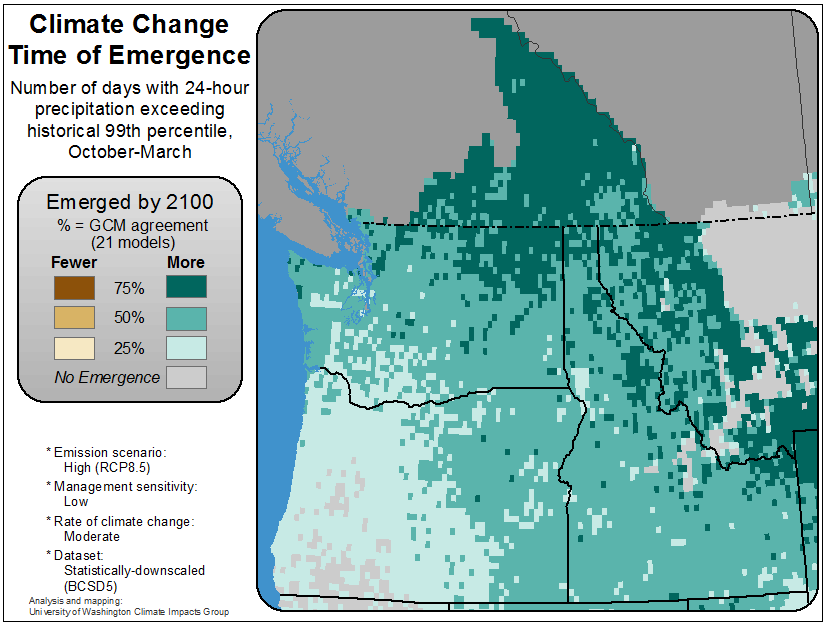 Climate Change
Time of Emergence
Number of days with 24-hour
precipitation exceeding
historical 99th percentile,
October-March
Emerged by 2100
% = GCM agreement
(21 models)
Fewer More
75%
50%
25%
No Emergence
* Emission scenario:
High (RCP8.5)
* Management sensitivity:
Low
* Rate of climate change:
Moderate
* Dataset:
Statistically-downscaled
(BCSD5)
Analysis and mapping:
University of Washington Climate Impacts Group